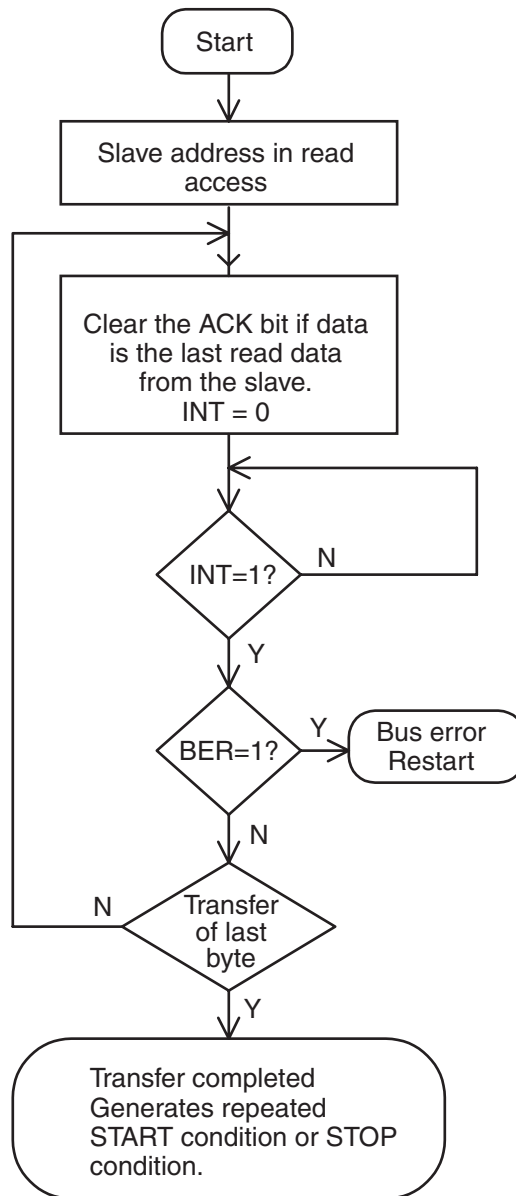 Start
Slave address in read
access
Clear the ACK bit if data
is the last read data
from the slave.
INT = 0
INT=1?
N
Y
BER=1?
Y
Bus error
Restart
N
N
Transfer
of last
byte
Y
Transfer completed
Generates repeated
START condition or STOP
condition.